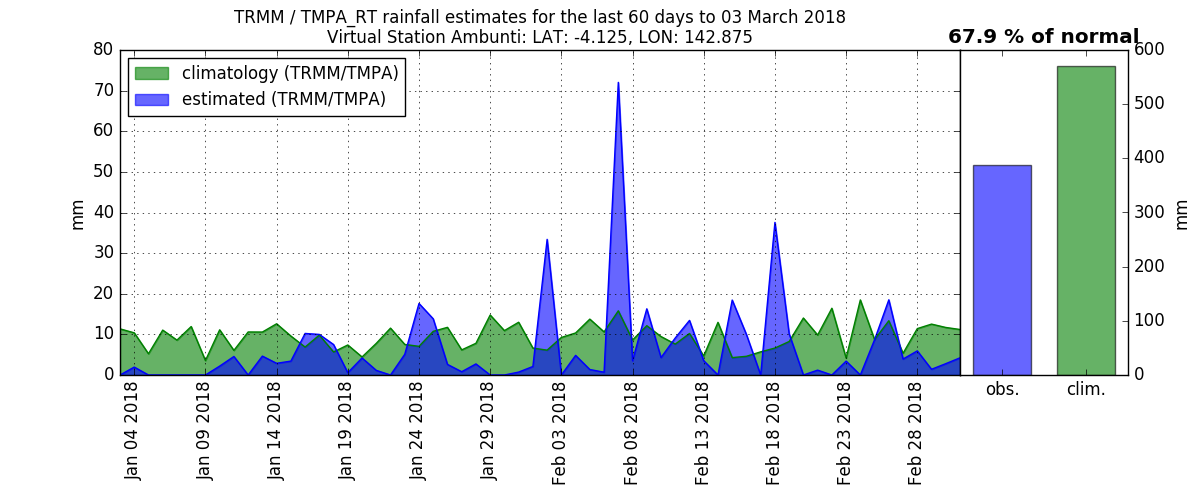 TRMM / TMPA_RT rainfall estimates for the last 60 days to 03 March 2018
Virtual Station Ambunti: LAT: -4.125, LON: 142.875
67.9 % of normal
climatology (TRMM/TMPA)
estimated (TRMM/TMPA)
80
70
60
50
40
30
20
10
0
mm
Jan 04 2018
Jan 09 2018
Jan 14 2018
Jan 19 2018
Jan 24 2018
Jan 29 2018
Feb 03 2018
Feb 08 2018
Feb 13 2018
Feb 18 2018
Feb 23 2018
Feb 28 2018
obs.
clim.
600
500
400
300
200
100
0
mm